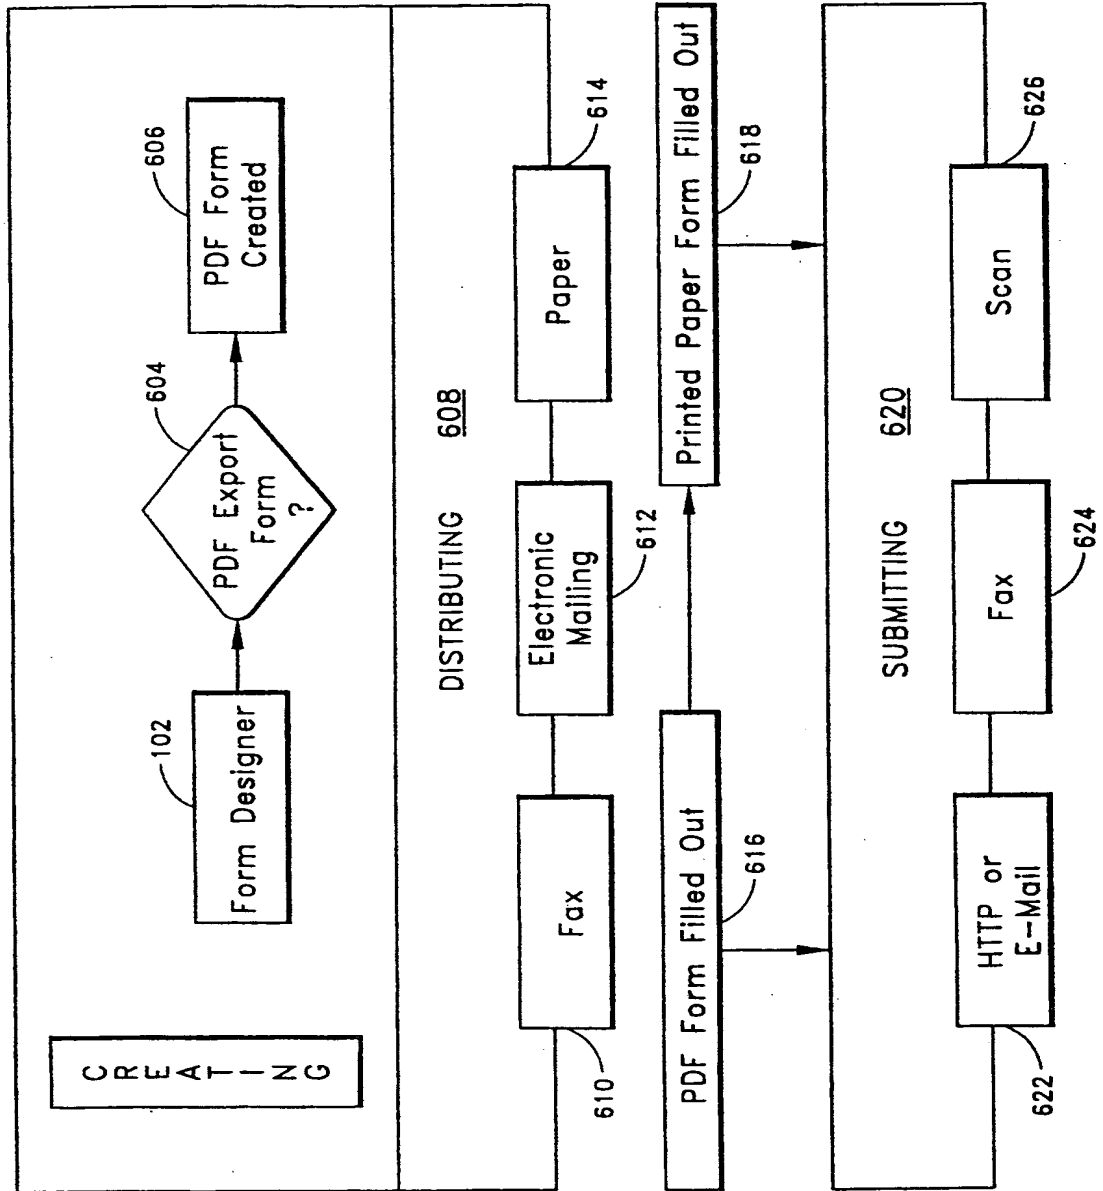 CREATING
102
Form Designer
604
PDF Export
Form
?
606
PDF Form
Created
DISTRIBUTING
608
Fax
610
Electronic
Mailing
612
Paper
614
PDF Form Filled Out
616
Printed Paper Form Filled Out
618
SUBMITTING
620
HTTP or
E-Mail
622
Fax
624
Scan
626